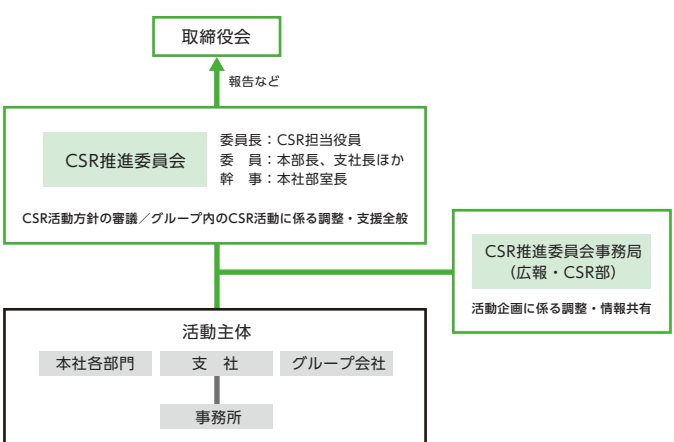 取締役会
報告など
CSR推進委員会
委員長：CSR担当役員
委　員：本部長、支社長ほか
幹　事：本社部室長
CSR活動方針の審議／グループ内のCSR活動に係る調整・支援全般
CSR推進委員会事務局
（広報・CSR部）
活動企画に係る調整・情報共有
活動主体
本社各部門　支　社　グループ会社
事務所